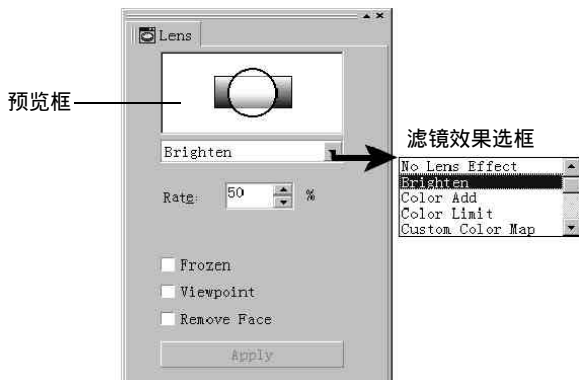 Lens
预览框
Brighten
滤镜效果选框
No Lens Effect
Brighten
Color Add
Color Limit
Custom Color Map
Rate: 50 %
Frozen
Viewpoint
Remove Face
Apply